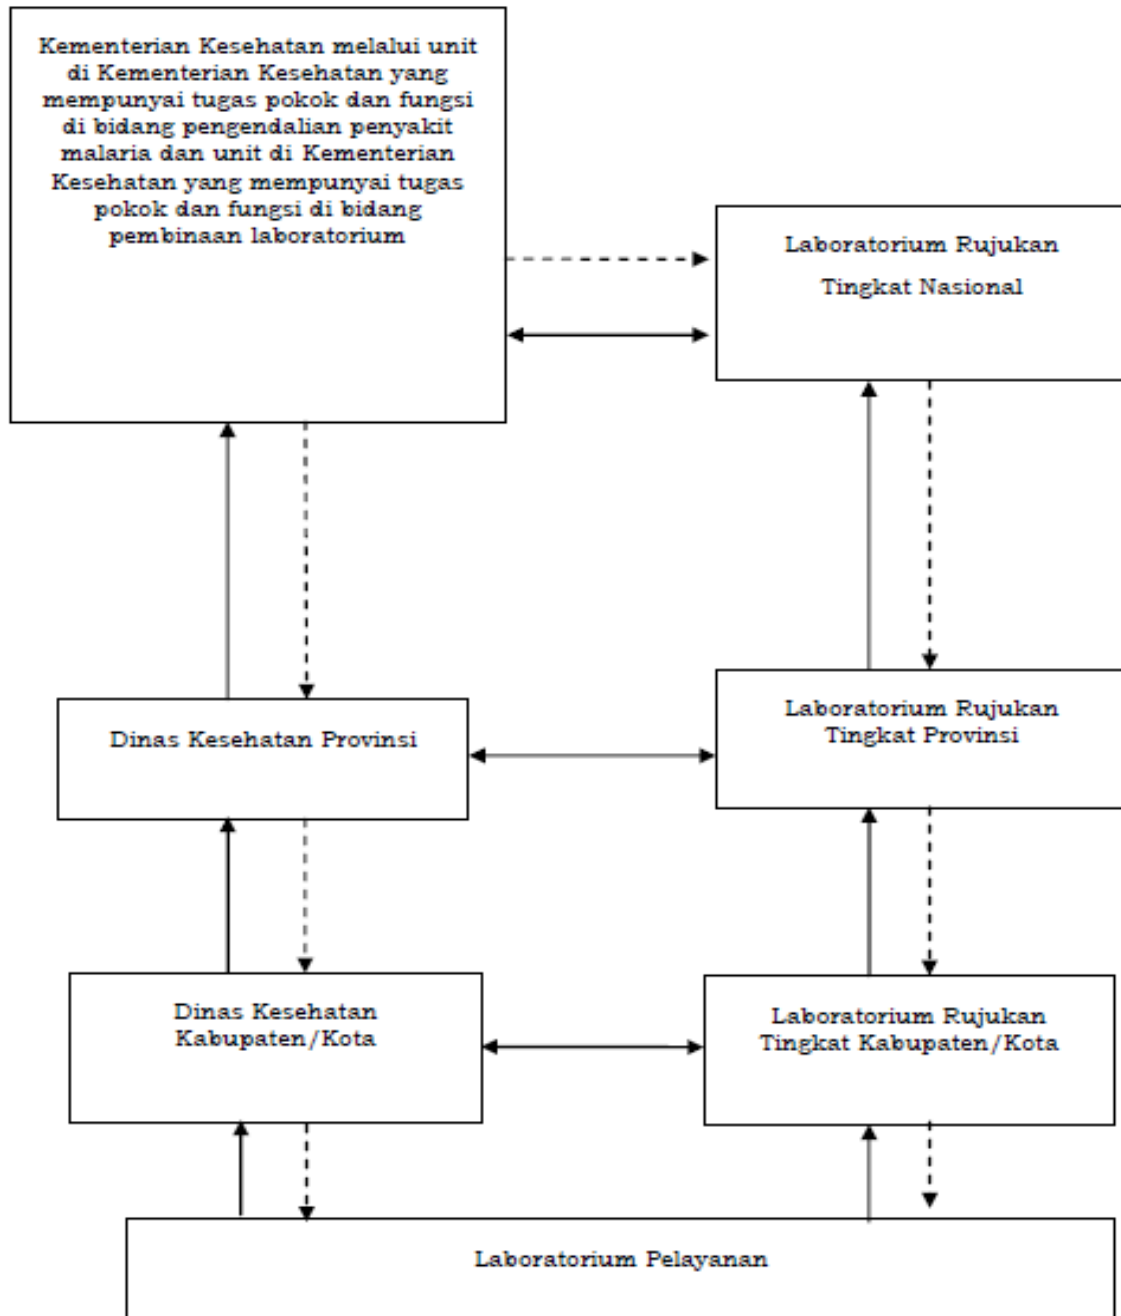 Kementerian Kesehatan melalui unit
di Kementerian Kesehatan yang
mempunyai tugas pokok dan fungsi
di bidang pengendalian penyakit
malaria dan unit di Kementerian
Kesehatan yang mempunyai tugas
pokok dan fungsi di bidang
pembinaan laboratorium
Laboratorium Rujukan
Tingkat Nasional
Dinas Kesehatan Provinsi
Laboratorium Rujukan
Tingkat Provinsi
Dinas Kesehatan
Kabupaten/Kota
Laboratorium Rujukan
Tingkat Kabupaten/Kota
Laboratorium Pelayanan